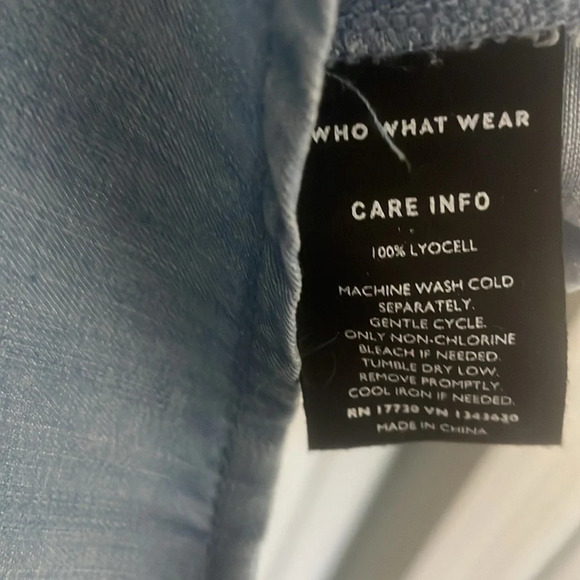 WHO WHAT WEAR
CARE INFO
100% LYOCELL
MACHINE WASH COLD
SEPARATELY.
GENTLE CYCLE.
ONLY NON-CHLORINE
BLEACH IF NEEDED.
TUMBLE DRY LOW.
REMOVE PROMPTLY.
COOL IRON IF NEEDED.
RN 17730 VN 1343630
MADE IN CHINA